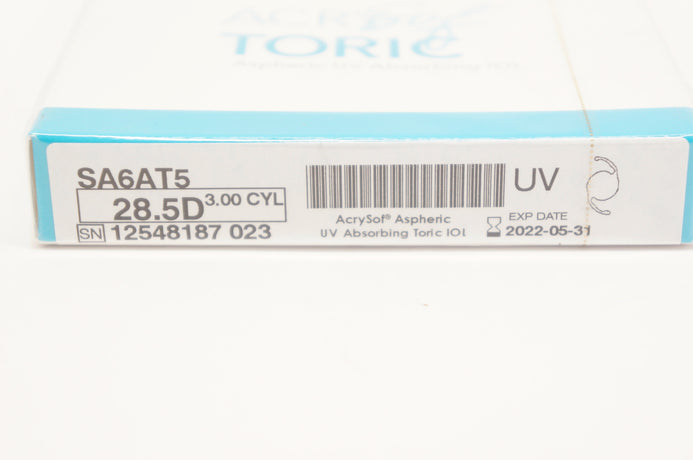 ACRYSOF
TORIC
Aspheric UV Absorbing IOL
SA6AT5
28.5D 3.00 CYL
SN 12548187 023
AcrySof® Aspheric
UV Absorbing Toric IOL
UV
EXP DATE
2022-05-31